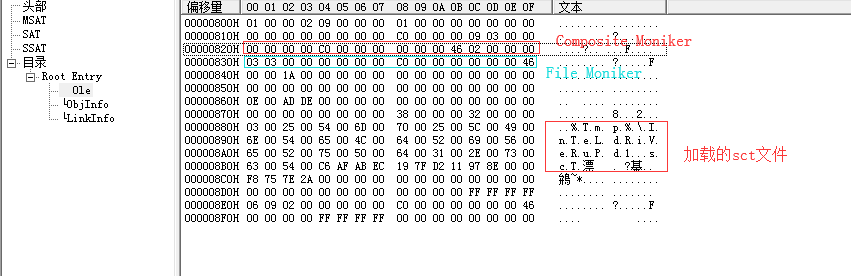 头部
MSAT
SAT
SSAT
目录
Root Entry
Ole
ObjInfo
LinkInfo
偏移量 00 01 02 03 04 05 06 07 08 09 0A 0B 0C 0D 0E 0F 文本
00000800H 01 00 00 02 09 00 00 00 01 00 00 00 00 00 00 00 ................
00000810H 00 00 00 00 00 00 00 00 00 00 00 00 09 03 00 00
00000820H 00 00 00 00 C0 00 00 00 00 00 00 46 02 00 00 00 ....?......F....
Composite Moniker
00000830H 03 03 00 00 00 00 00 00 C0 00 00 00 00 00 00 46 ........?......F
File Moniker
00000840H 00 00 1A 00 00 00 00 00 00 00 00 00 00 00 00 00
00000850H 00 00 00 00 00 00 00 00 00 00 00 00 00 00 00 00
00000860H 0E 00 AD DE 00 00 00 00 00 00 00 00 00 00 00 00
00000870H 00 00 00 00 00 00 00 00 38 00 00 00 32 00 00 00 ........8...2...
00000880H 03 00 25 00 54 00 6D 00 70 00 25 00 5C 00 49 00 ..%.T.m.p.%.\.I.
00000890H 6E 00 54 00 65 00 4C 00 64 00 52 00 69 00 56 00 n.T.e.L.d.R.i.V.
000008A0H 65 00 52 00 75 00 50 00 64 00 31 00 2E 00 73 00 e.R.u.P.d.1...s.
加载的sct文件
000008B0H 63 00 54 00 C6 AF AB EC 19 7F D2 11 97 8E 00 00 c.T.漂
000008C0H F8 75 7E 2A 00 00 00 00 00 00 00 00 00 00 00 00
000008D0H 00 00 00 00 00 00 00 00 00 00 00 00 FF FF FF FF
000008E0H 06 09 02 00 00 00 00 00 C0 00 00 00 00 00 00 46 ........?......F
000008F0H 00 00 00 00 FF FF FF FF 00 00 00 00 00 00 00 00